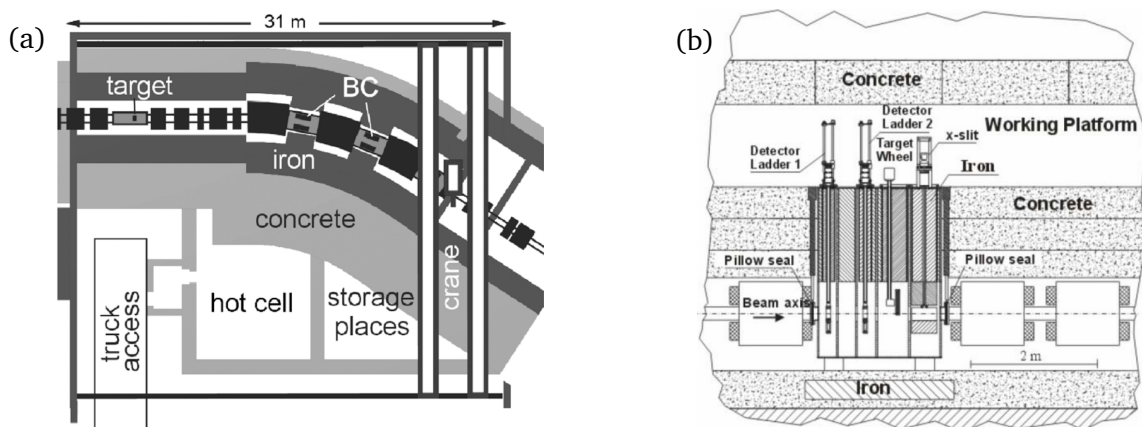 31 m
(a)
target
BC
iron
concrete
crane
hot cell
storage
places
truck
access
(b)
Concrete
Detector
Ladder 2
Working Platform
Target
Wheel
x-slit
Detector
Ladder 1
Iron
Concrete
Pillow seal
Pillow seal
Beam axis
2 m
Iron